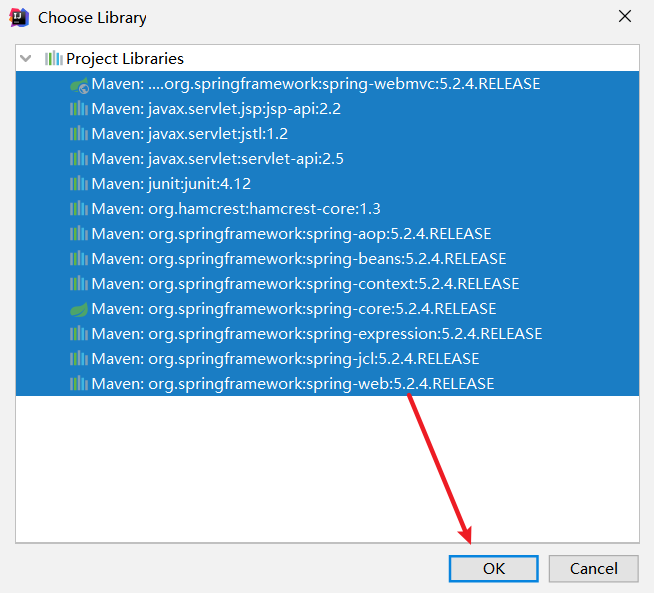 Choose Library
Project Libraries
Maven: ....org.springframework:spring-webmvc:5.2.4.RELEASE
Maven: javax.servlet.jsp:jsp-api:2.2
Maven: javax.servlet:jstl:1.2
Maven: javax.servlet:servlet-api:2.5
Maven: junit:junit:4.12
Maven: org.hamcrest:hamcrest-core:1.3
Maven: org.springframework:spring-aop:5.2.4.RELEASE
Maven: org.springframework:spring-beans:5.2.4.RELEASE
Maven: org.springframework:spring-context:5.2.4.RELEASE
Maven: org.springframework:spring-core:5.2.4.RELEASE
Maven: org.springframework:spring-expression:5.2.4.RELEASE
Maven: org.springframework:spring-jcl:5.2.4.RELEASE
Maven: org.springframework:spring-web:5.2.4.RELEASE
OK Cancel